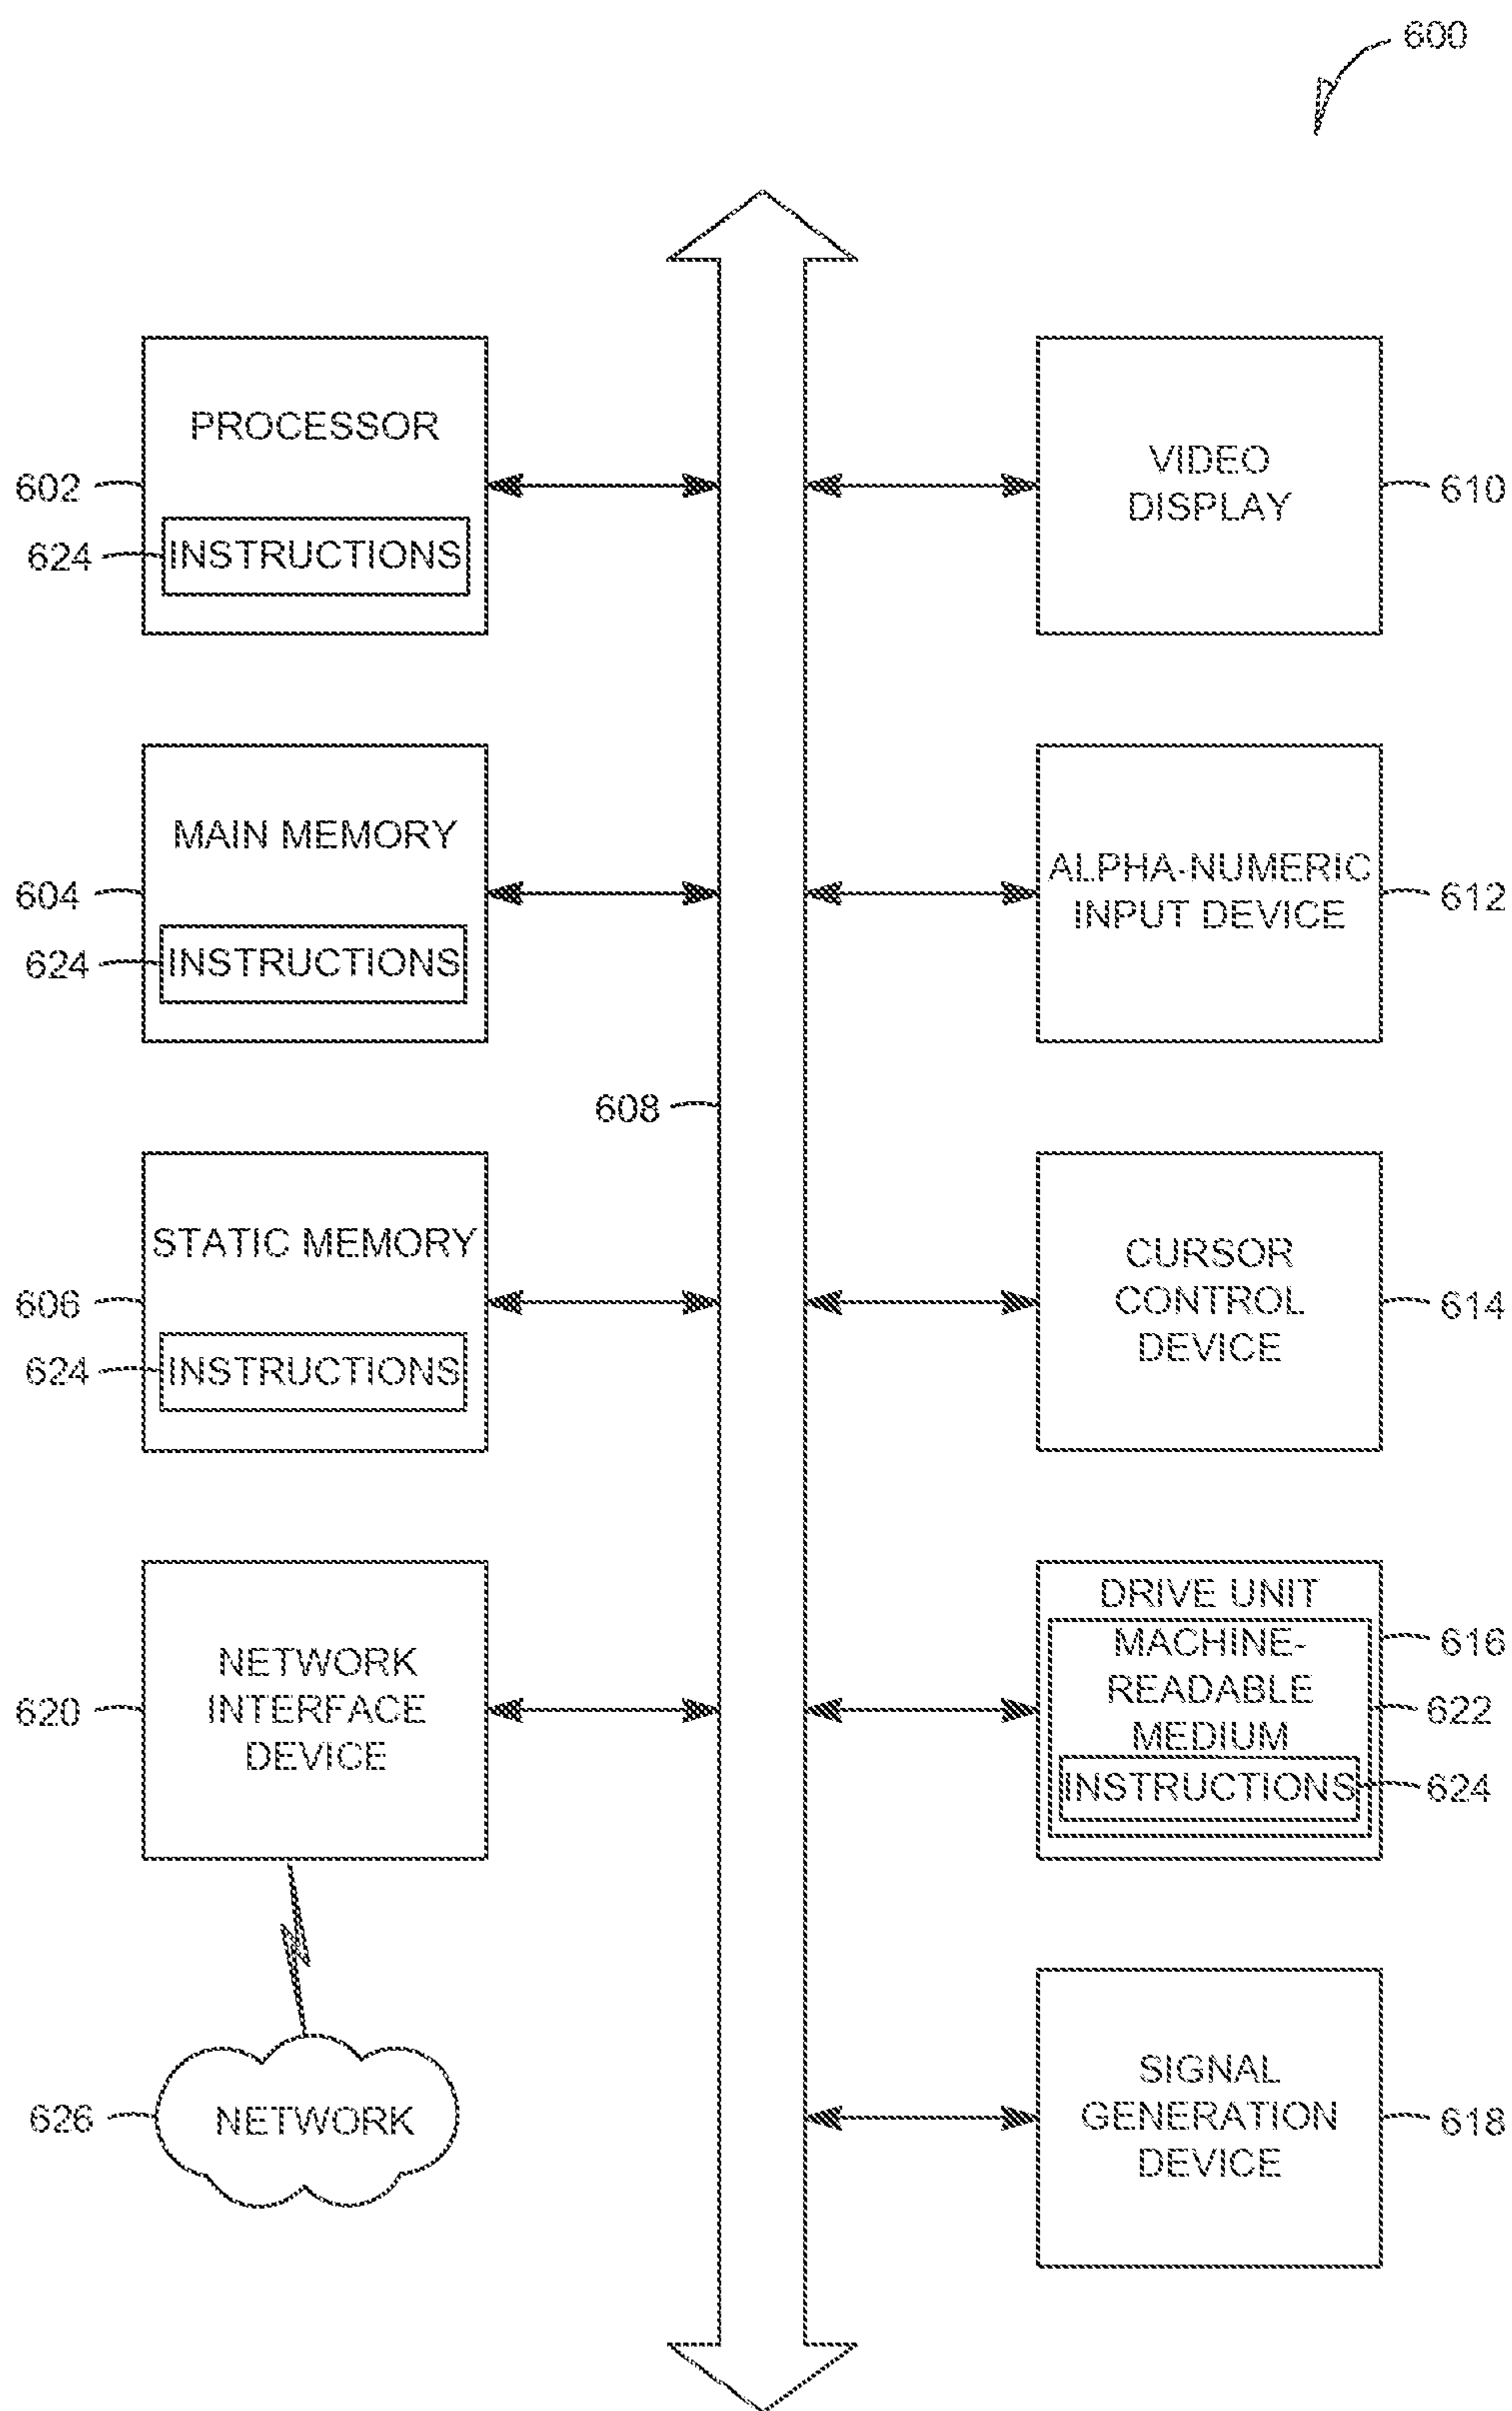 600
PROCESSOR
602
624
INSTRUCTIONS
VIDEO
DISPLAY
610
MAIN MEMORY
604
624
INSTRUCTIONS
ALPHA-NUMERIC
INPUT DEVICE
612
608
STATIC MEMORY
606
624
INSTRUCTIONS
CURSOR
CONTROL
DEVICE
614
NETWORK
INTERFACE
DEVICE
620
DRIVE UNIT
616
MACHINE-
READABLE
MEDIUM
622
INSTRUCTIONS
624
626
NETWORK
SIGNAL
GENERATION
DEVICE
618